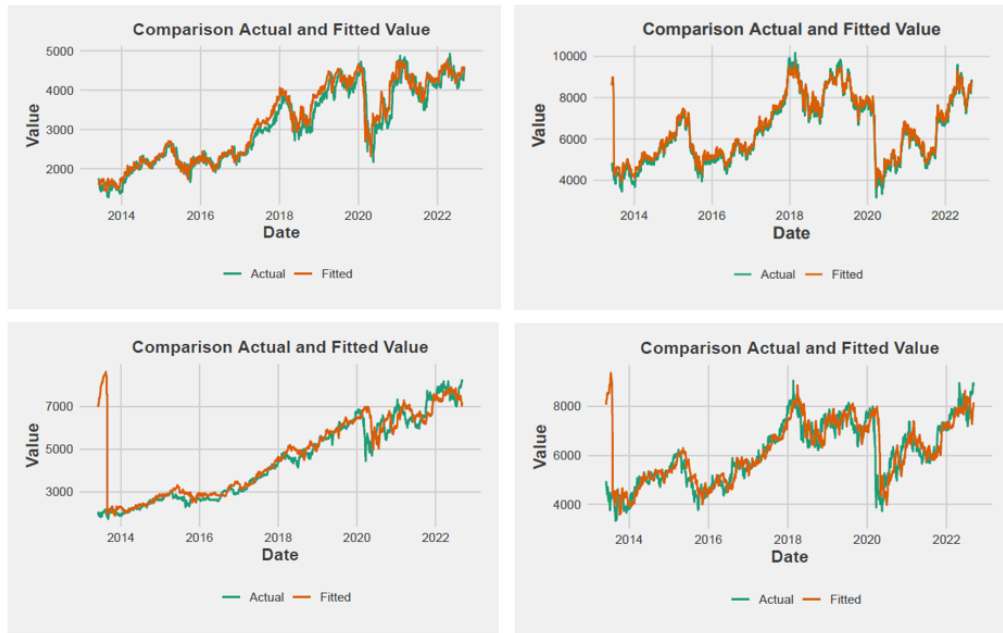 Comparison Actual and Fitted Value
5000
4000
3000
2000
Value
2014 2016 2018 2020 2022
Date
Actual Fitted
Comparison Actual and Fitted Value
10000
8000
6000
4000
Value
2014 2016 2018 2020 2022
Date
Actual Fitted
Comparison Actual and Fitted Value
7000
5000
3000
Value
2014 2016 2018 2020 2022
Date
Actual Fitted
Comparison Actual and Fitted Value
8000
6000
4000
Value
2014 2016 2018 2020 2022
Date
Actual Fitted